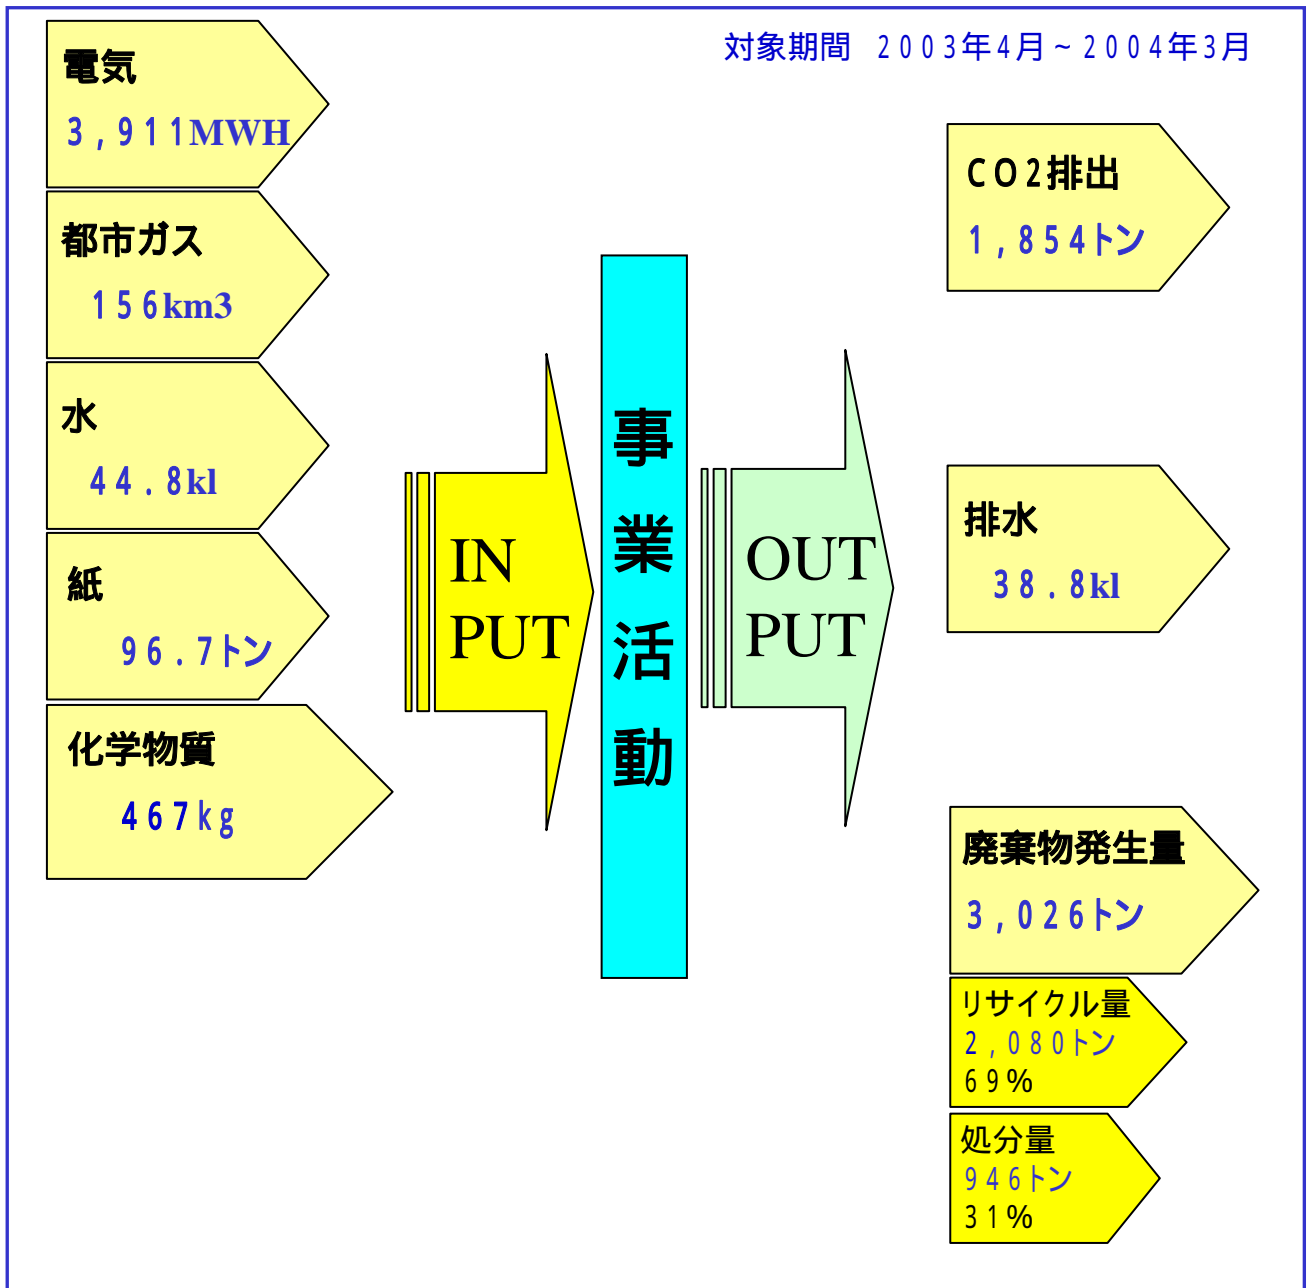 対象期間 2003年4月~2004年3月
電気
3,911MWH
都市ガス
156km3
水
44.8kl
紙
96.7トン
化学物質
467kg
IN
PUT
事業活動
OUT
PUT
CO2排出
1,854トン
排水
38.8kl
廃棄物発生量
3,026トン
リサイクル量
2,080トン
69%
処分量
946トン
31%